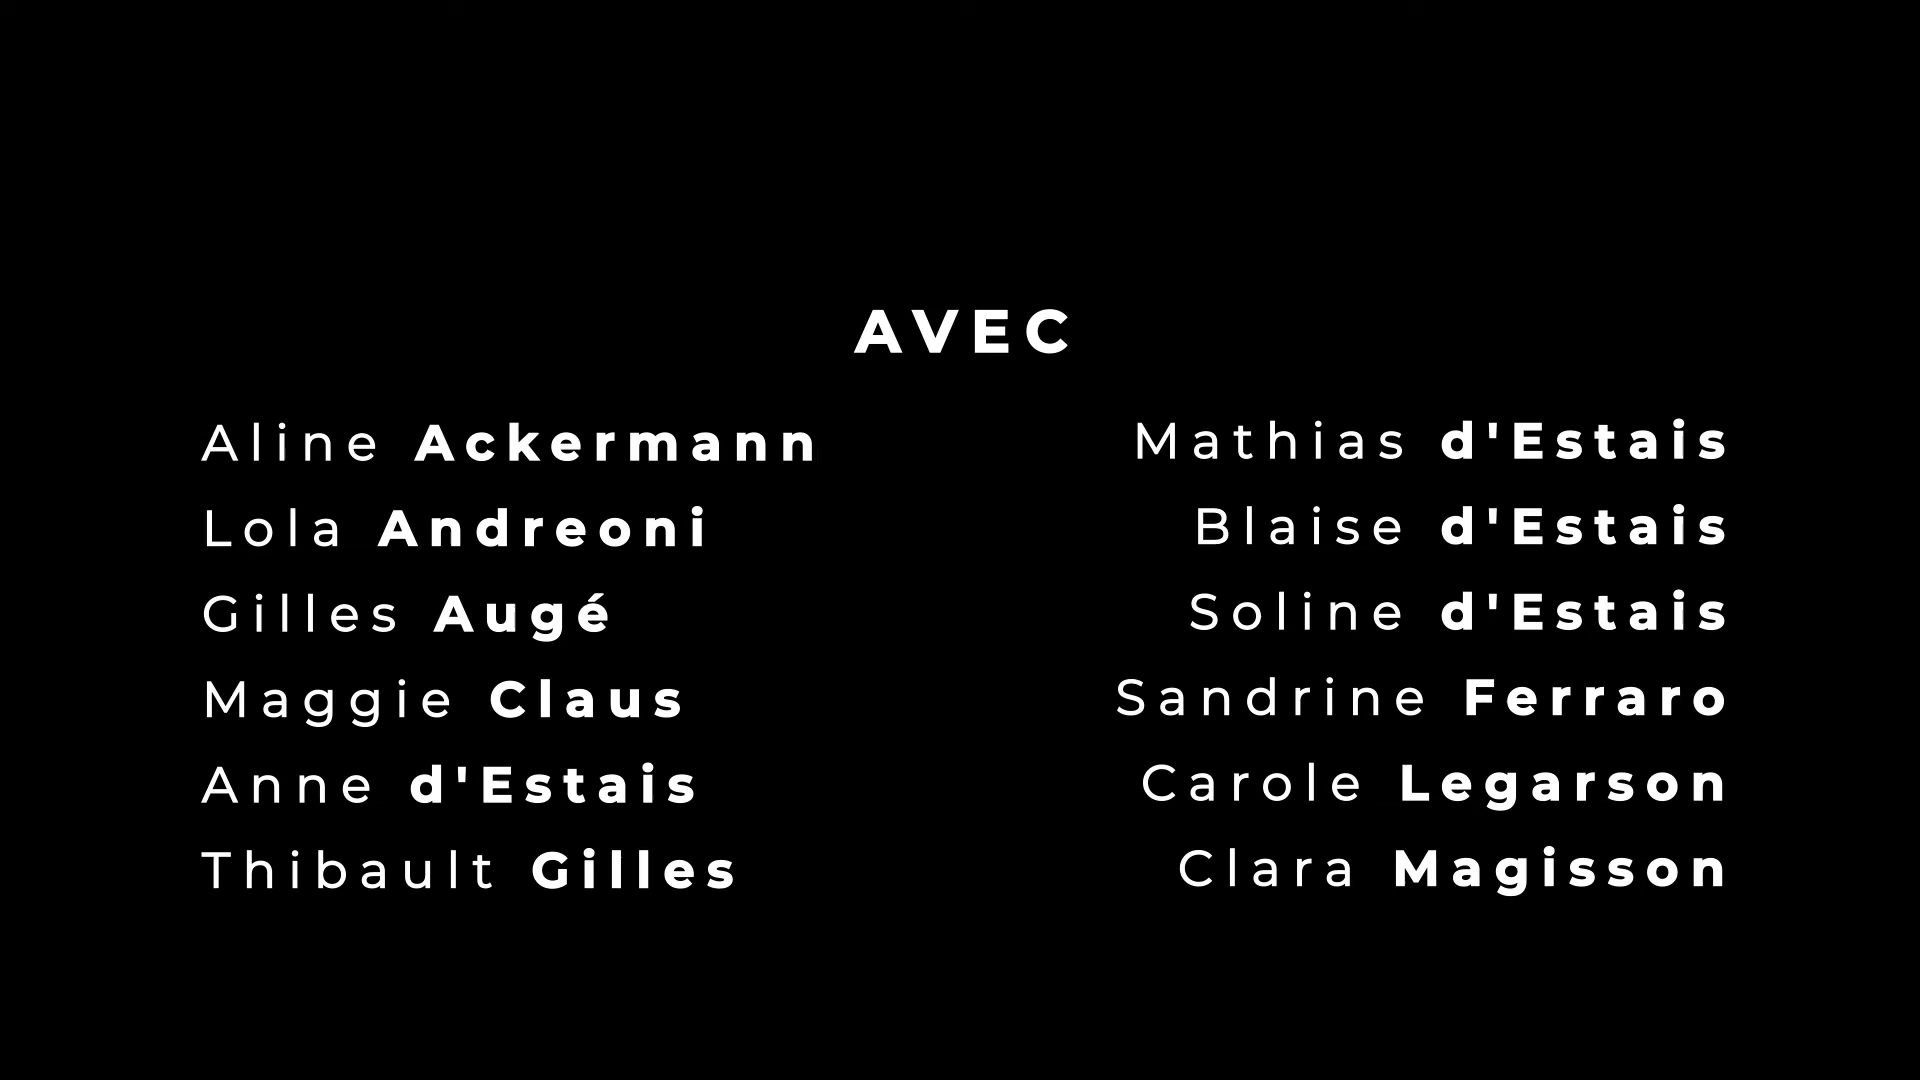 AVEC
Aline Ackermann
Lola Andreoni
Gilles Augé
Maggie Claus
Anne d'Estais
Thibault Gilles
Mathias d'Estais
Blaise d'Estais
Soline d'Estais
Sandrine Ferraro
Carole Legarson
Clara Magisson